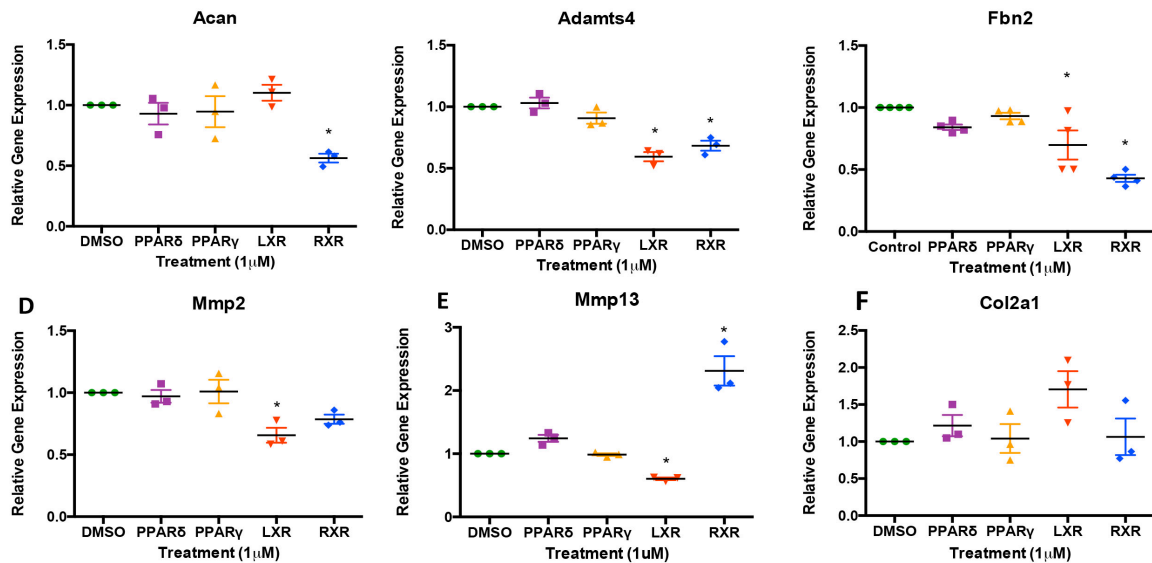 Acan
Relative Gene Expression
1.5
1.0
0.5
0.0
*
DMSO PPARδ PPARγ LXR RXR
Treatment (1μM)
Adamts4
Relative Gene Expression
1.5
1.0
0.5
0.0
* *
DMSO PPARδ PPARγ LXR RXR
Treatment (1μM)
Fbn2
Relative Gene Expression
1.5
1.0
0.5
0.0
*
*
Control PPARδ PPARγ LXR RXR
Treatment (1μM)
D
Mmp2
Relative Gene Expression
1.5
1.0
0.5
0.0
*
DMSO PPARδ PPARγ LXR RXR
Treatment (1μM)
E
Mmp13
Relative Gene Expression
3
2
1
0
*
*
DMSO PPARδ PPARγ LXR RXR
Treatment (1uM)
F
Col2a1
Relative Gene Expression
2.5
2.0
1.5
1.0
0.5
0.0
DMSO PPARδ PPARγ LXR RXR
Treatment (1μM)